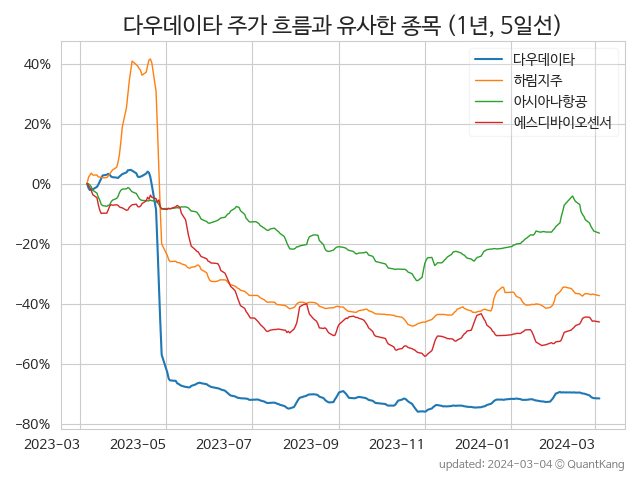 다우데이타 주가 흐름과 유사한 종목 (1년, 5일선)
다우데이타
하림지주
아시아나항공
에스디바이오센서
40%
20%
0%
−20%
−40%
−60%
−80%
2023-03 2023-05 2023-07 2023-09 2023-11 2024-01 2024-03
updated: 2024-03-04 © QuantKang